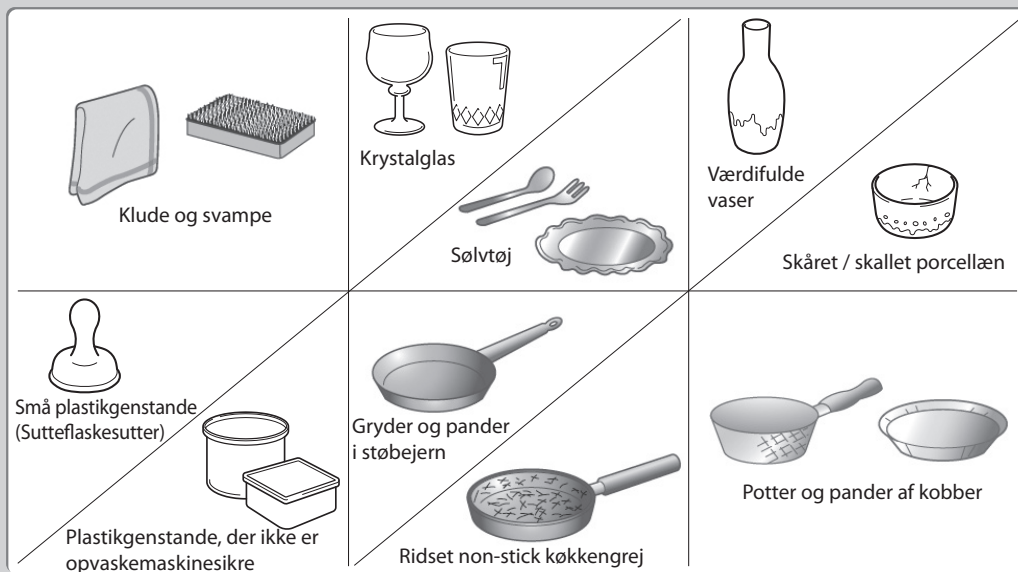 Klude og svampe
Krystalglas
Sølvtøj
Værdifulde
vaser
Skåret / skallet porcellæn
Små plastikgenstande
(Sutteflaskesutter)
Plastikgenstande, der ikke er
opvaskemaskinesikre
Gryder og pander
i støbejern
Ridset non-stick køkkengrej
Potter og pander af kobber